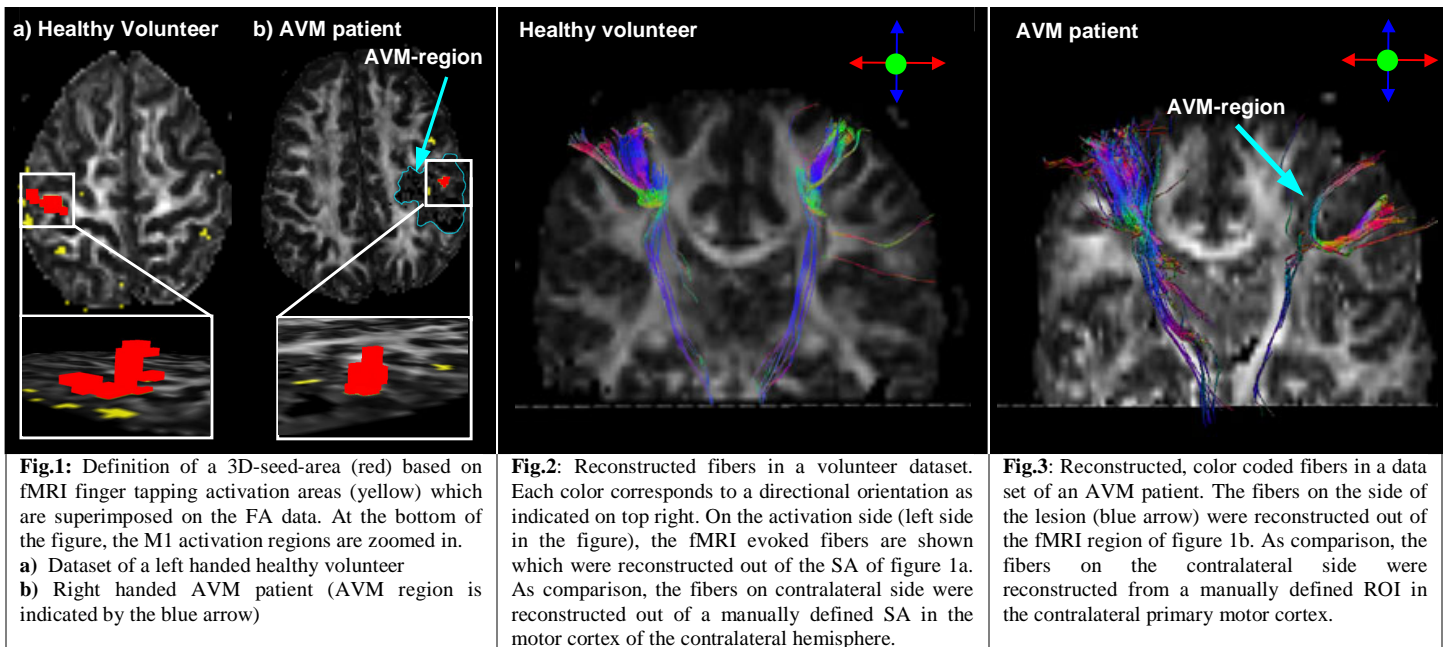 a) Healthy Volunteer
b) AVM patient
AVM-region
Healthy volunteer
AVM patient
AVM-region
Fig.1: Definition of a 3D-seed-area (red) based on
fMRI finger tapping activation areas (yellow) which
are superimposed on the FA data. At the bottom of
the figure, the M1 activation regions are zoomed in.
a) Dataset of a left handed healthy volunteer
b) Right handed AVM patient (AVM region is
indicated by the blue arrow)
Fig.2: Reconstructed fibers in a volunteer dataset.
Each color corresponds to a directional orientation as
indicated on top right. On the activation side (left side
in the figure), the fMRI evoked fibers are shown
which were reconstructed out of the SA of figure 1a.
As comparison, the fibers on contralateral side were
reconstructed out of a manually defined SA in the
motor cortex of the contralateral hemisphere.
Fig.3: Reconstructed, color coded fibers in a data
set of an AVM patient. The fibers on the side of
the lesion (blue arrow) were reconstructed out of
the fMRI region of figure 1b. As comparison, the
fibers on the contralateral side were
reconstructed from a manually defined ROI in
the contralateral primary motor cortex.